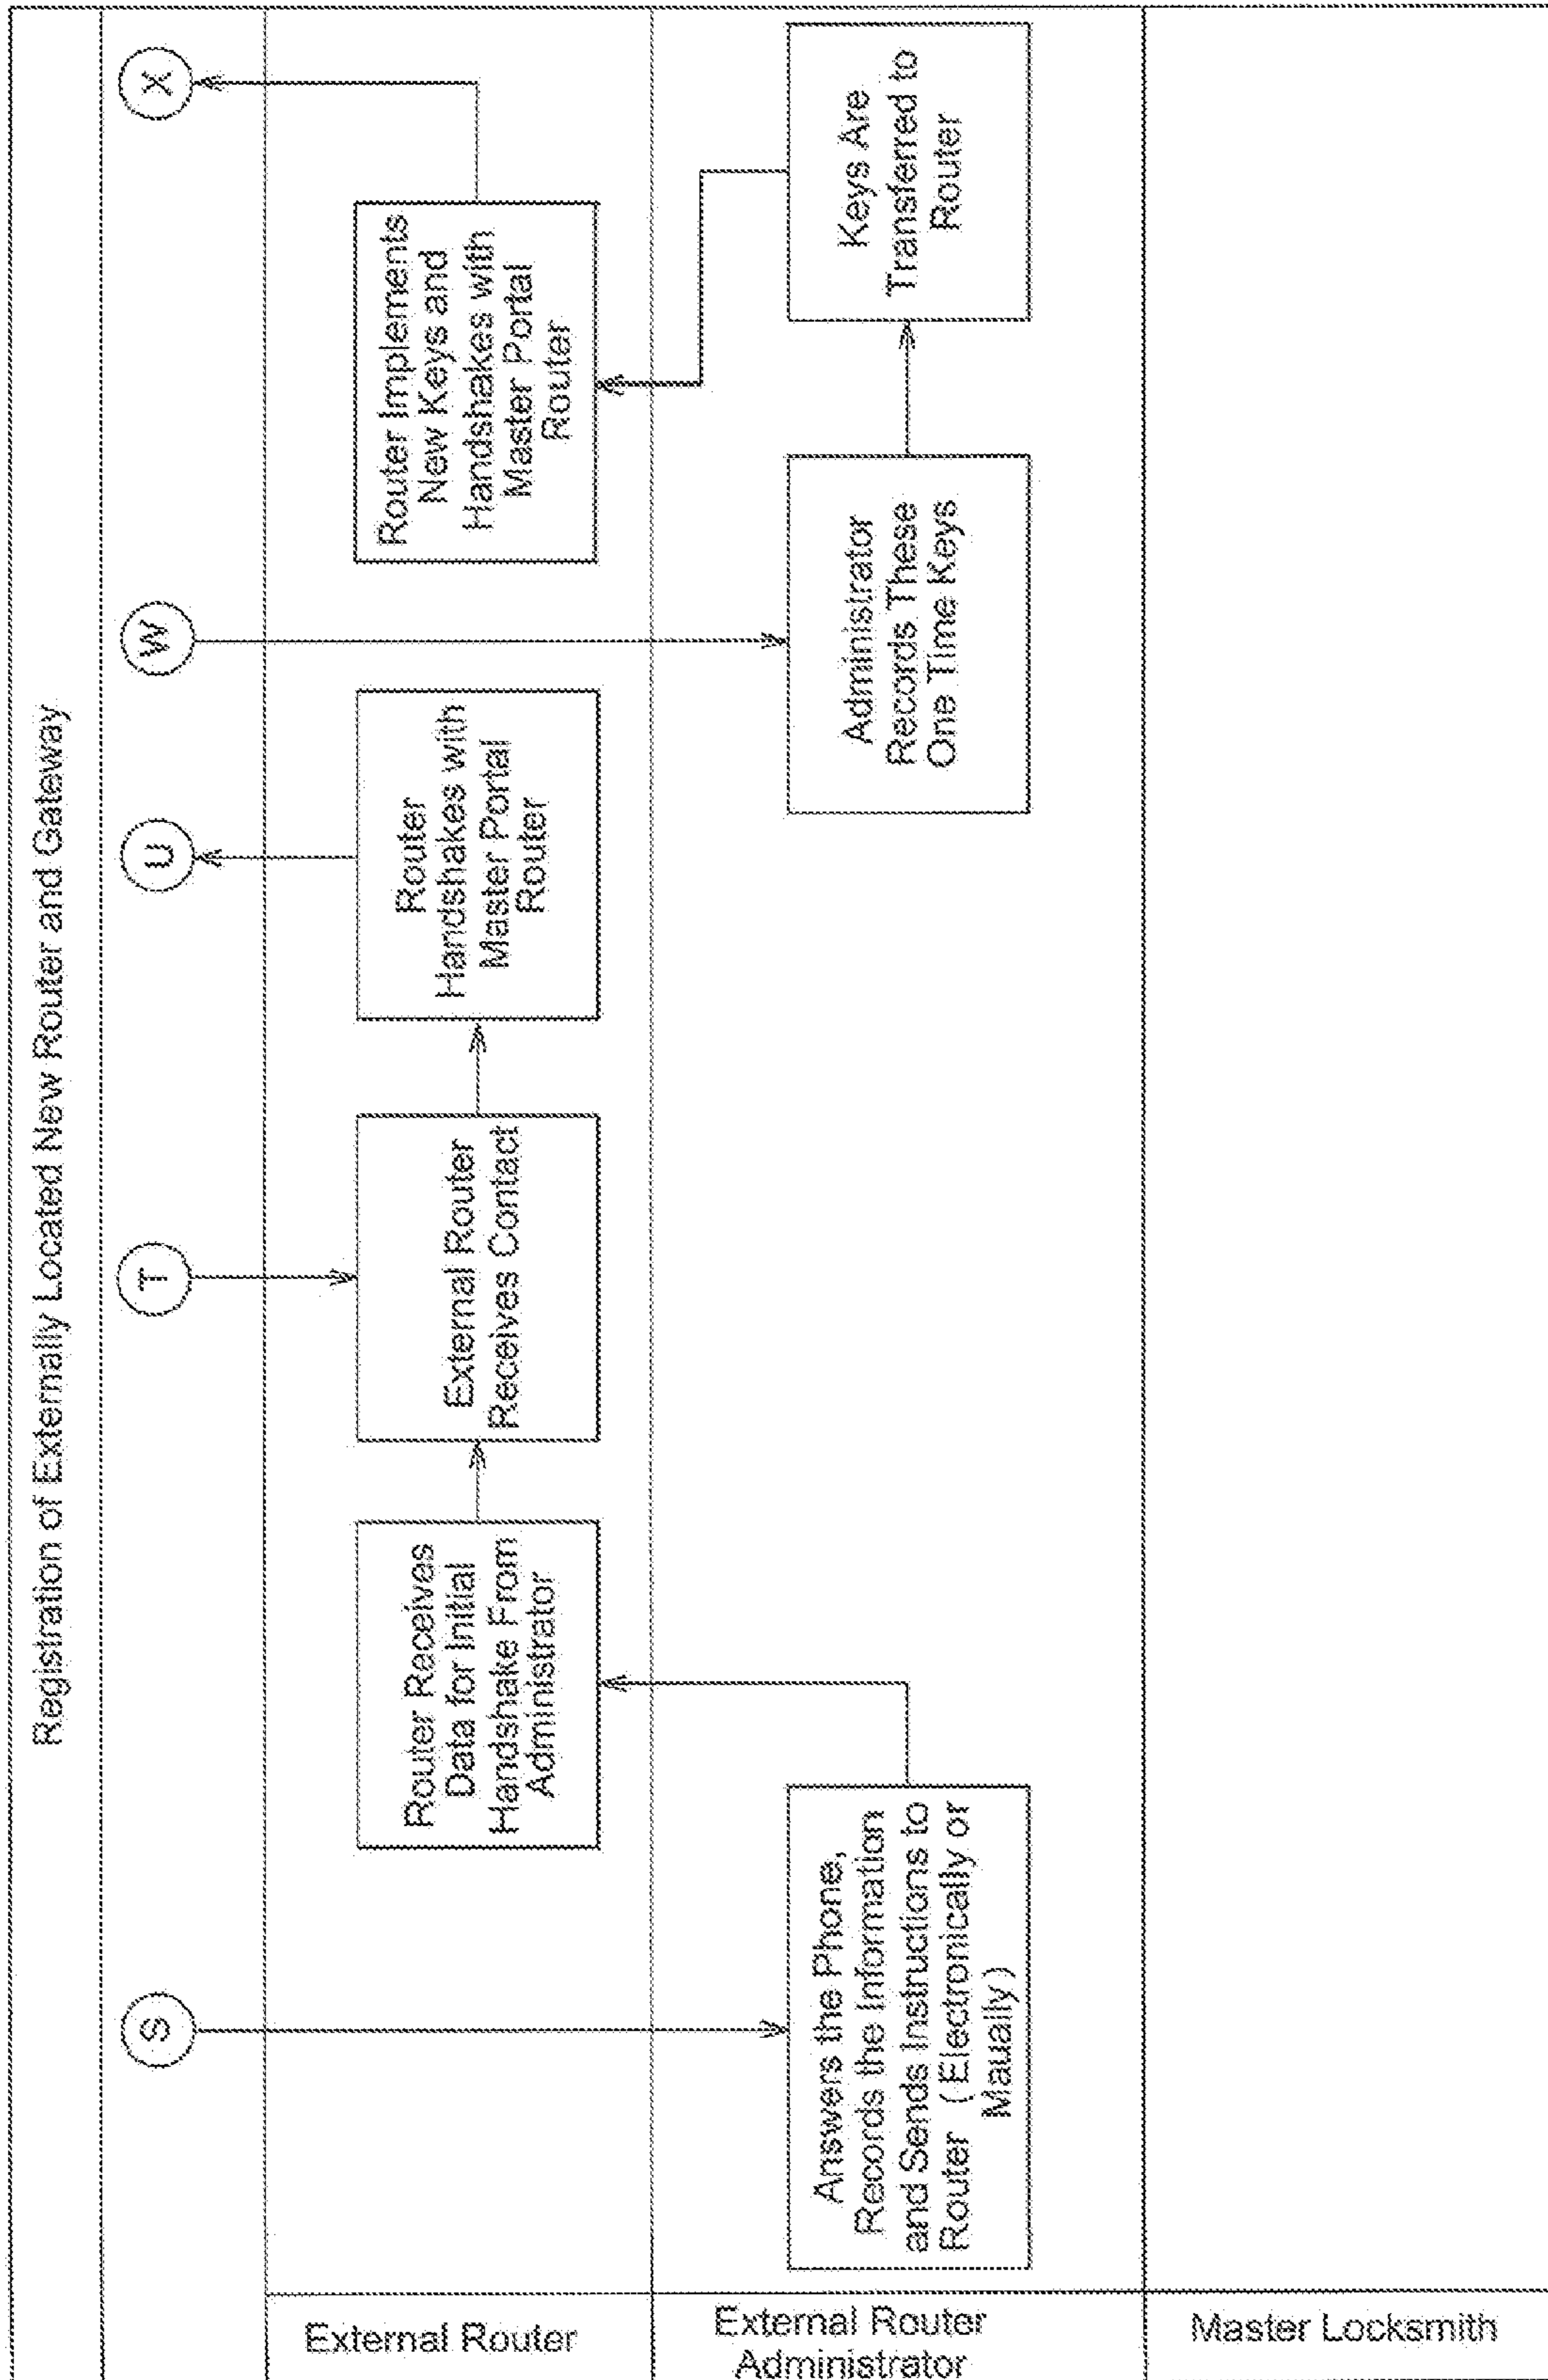 Registration of Externally Located New Router and Gateway
S
T
U
W
X
External Router
Router Receives
Data for Initial
Handshake From
Administrator
External Router
Receives Contact
Router
Handshakes with
Master Portal
Router
Router Implements
New Keys and
Handshakes with
Master Portal
Router
External Router
Administrator
Answers the Phone,
Records the Information
and Sends Instructions to
Router (Electronically or
Maually)
Administrator
Records These
One Time Keys
Keys Are
Transferred to
Router
Master Locksmith